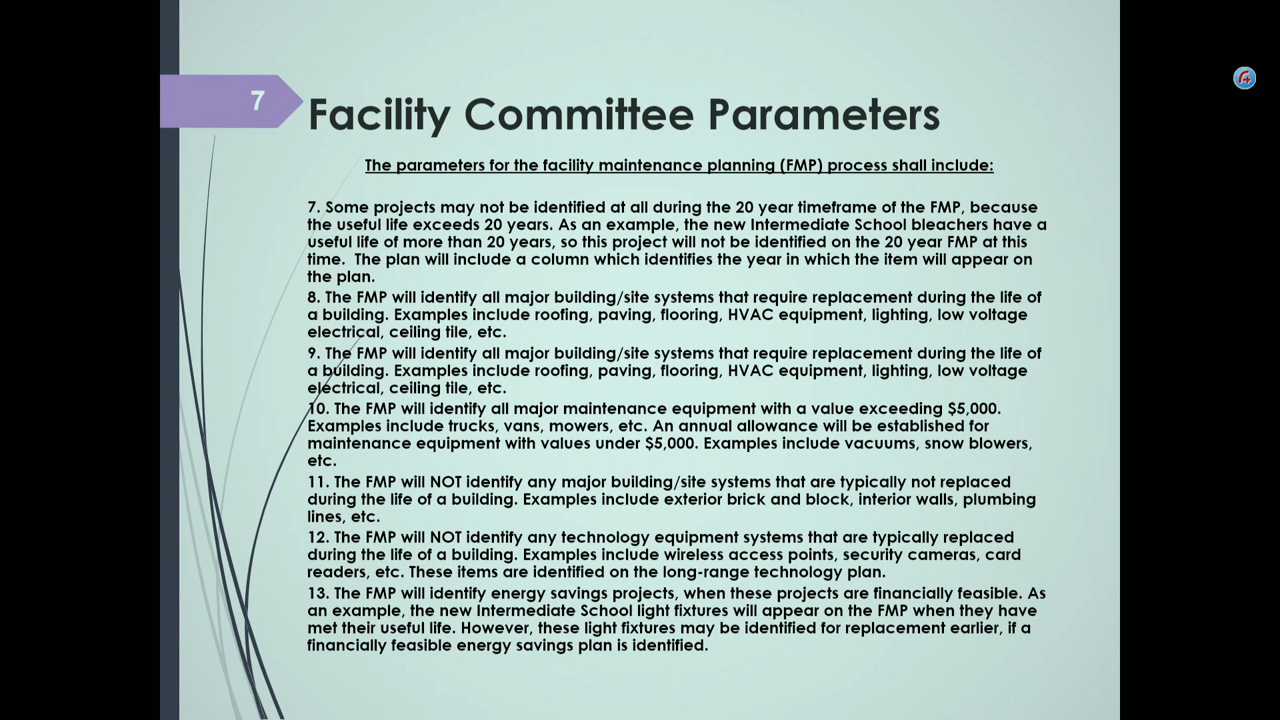 7
Facility Committee Parameters
The parameters for the facility maintenance planning (FMP) process shall include:
7. Some projects may not be identified at all during the 20 year timeframe of the FMP, because
the useful life exceeds 20 years. As an example, the new Intermediate School bleachers have a
useful life of more than 20 years, so this project will not be identified on the 20 year FMP at this
time.  The plan will include a column which identifies the year in which the item will appear on
the plan.
8. The FMP will identify all major building/site systems that require replacement during the life of
a building. Examples include roofing, paving, flooring, HVAC equipment, lighting, low voltage
electrical, ceiling tile, etc.
9. The FMP will identify all major building/site systems that require replacement during the life of
a building. Examples include roofing, paving, flooring, HVAC equipment, lighting, low voltage
electrical, ceiling tile, etc.
10. The FMP will identify all major maintenance equipment with a value exceeding $5,000.
Examples include trucks, vans, mowers, etc. An annual allowance will be established for
maintenance equipment with values under $5,000. Examples include vacuums, snow blowers,
etc.
11. The FMP will NOT identify any major building/site systems that are typically not replaced
during the life of a building. Examples include exterior brick and block, interior walls, plumbing
lines, etc.
12. The FMP will NOT identify any technology equipment systems that are typically replaced
during the life of a building. Examples include wireless access points, security cameras, card
readers, etc. These items are identified on the long-range technology plan.
13. The FMP will identify energy savings projects, when these projects are financially feasible. As
an example, the new Intermediate School light fixtures will appear on the FMP when they have
met their useful life. However, these light fixtures may be identified for replacement earlier, if a
financially feasible energy savings plan is identified.